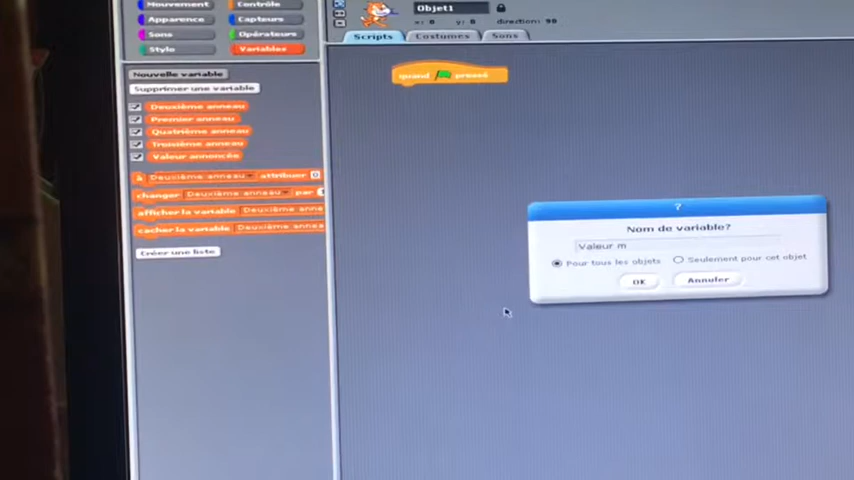 Mouvement
Contrôle
Apparence
Capteurs
Sons
Opérateurs
Stylo
Variables
Objet1
x: 0 y: 0 direction: 90
Scripts
Costumes
Sons
Nouvelle variable
Supprimer une variable
Deuxième anneau
Premier anneau
Quatrième anneau
Troisième anneau
Valeur annoncée
à Deuxième anneau attribuer 0
changer Deuxième anneau par
afficher la variable Deuxième anne
cacher la variable Deuxième anne
Créer une liste
quand pressé
?
Nom de variable?
Valeur m
Pour tous les objets
Seulement pour cet objet
OK
Annuler